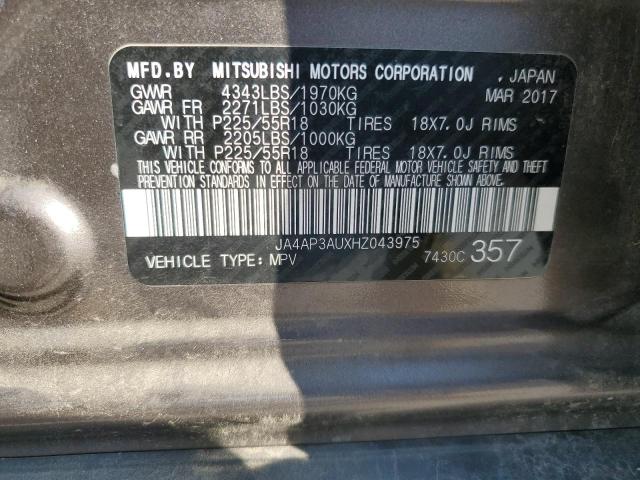 MFD.BY MITSUBISHI MOTORS CORPORATION , JAPAN
GVWR 4343LBS/1970KG MAR 2017
GAWR FR 2271LBS/1030KG
WITH P225/55R18 TIRES 18X7.0J RIMS
GAWR RR 2205LBS/1000KG
WITH P225/55R18 TIRES 18X7.0J RIMS
THIS VEHICLE CONFORMS TO ALL APPLICABLE FEDERAL MOTOR VEHICLE SAFETY AND THEFT
PREVENTION STANDARDS IN EFFECT ON THE DATE OF MANUFACTURE SHOWN ABOVE.
JA4AP3AUXHZ043975
VEHICLE TYPE: MPV 7430C 357